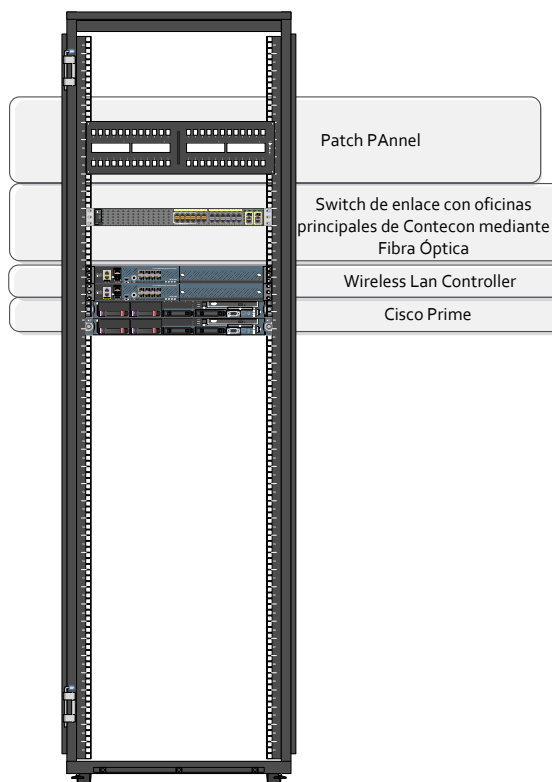 Patch PAnnel
Switch de enlace con oficinas
principales de Contecon mediante
Fibra Óptica
Wireless Lan Controller
Cisco Prime